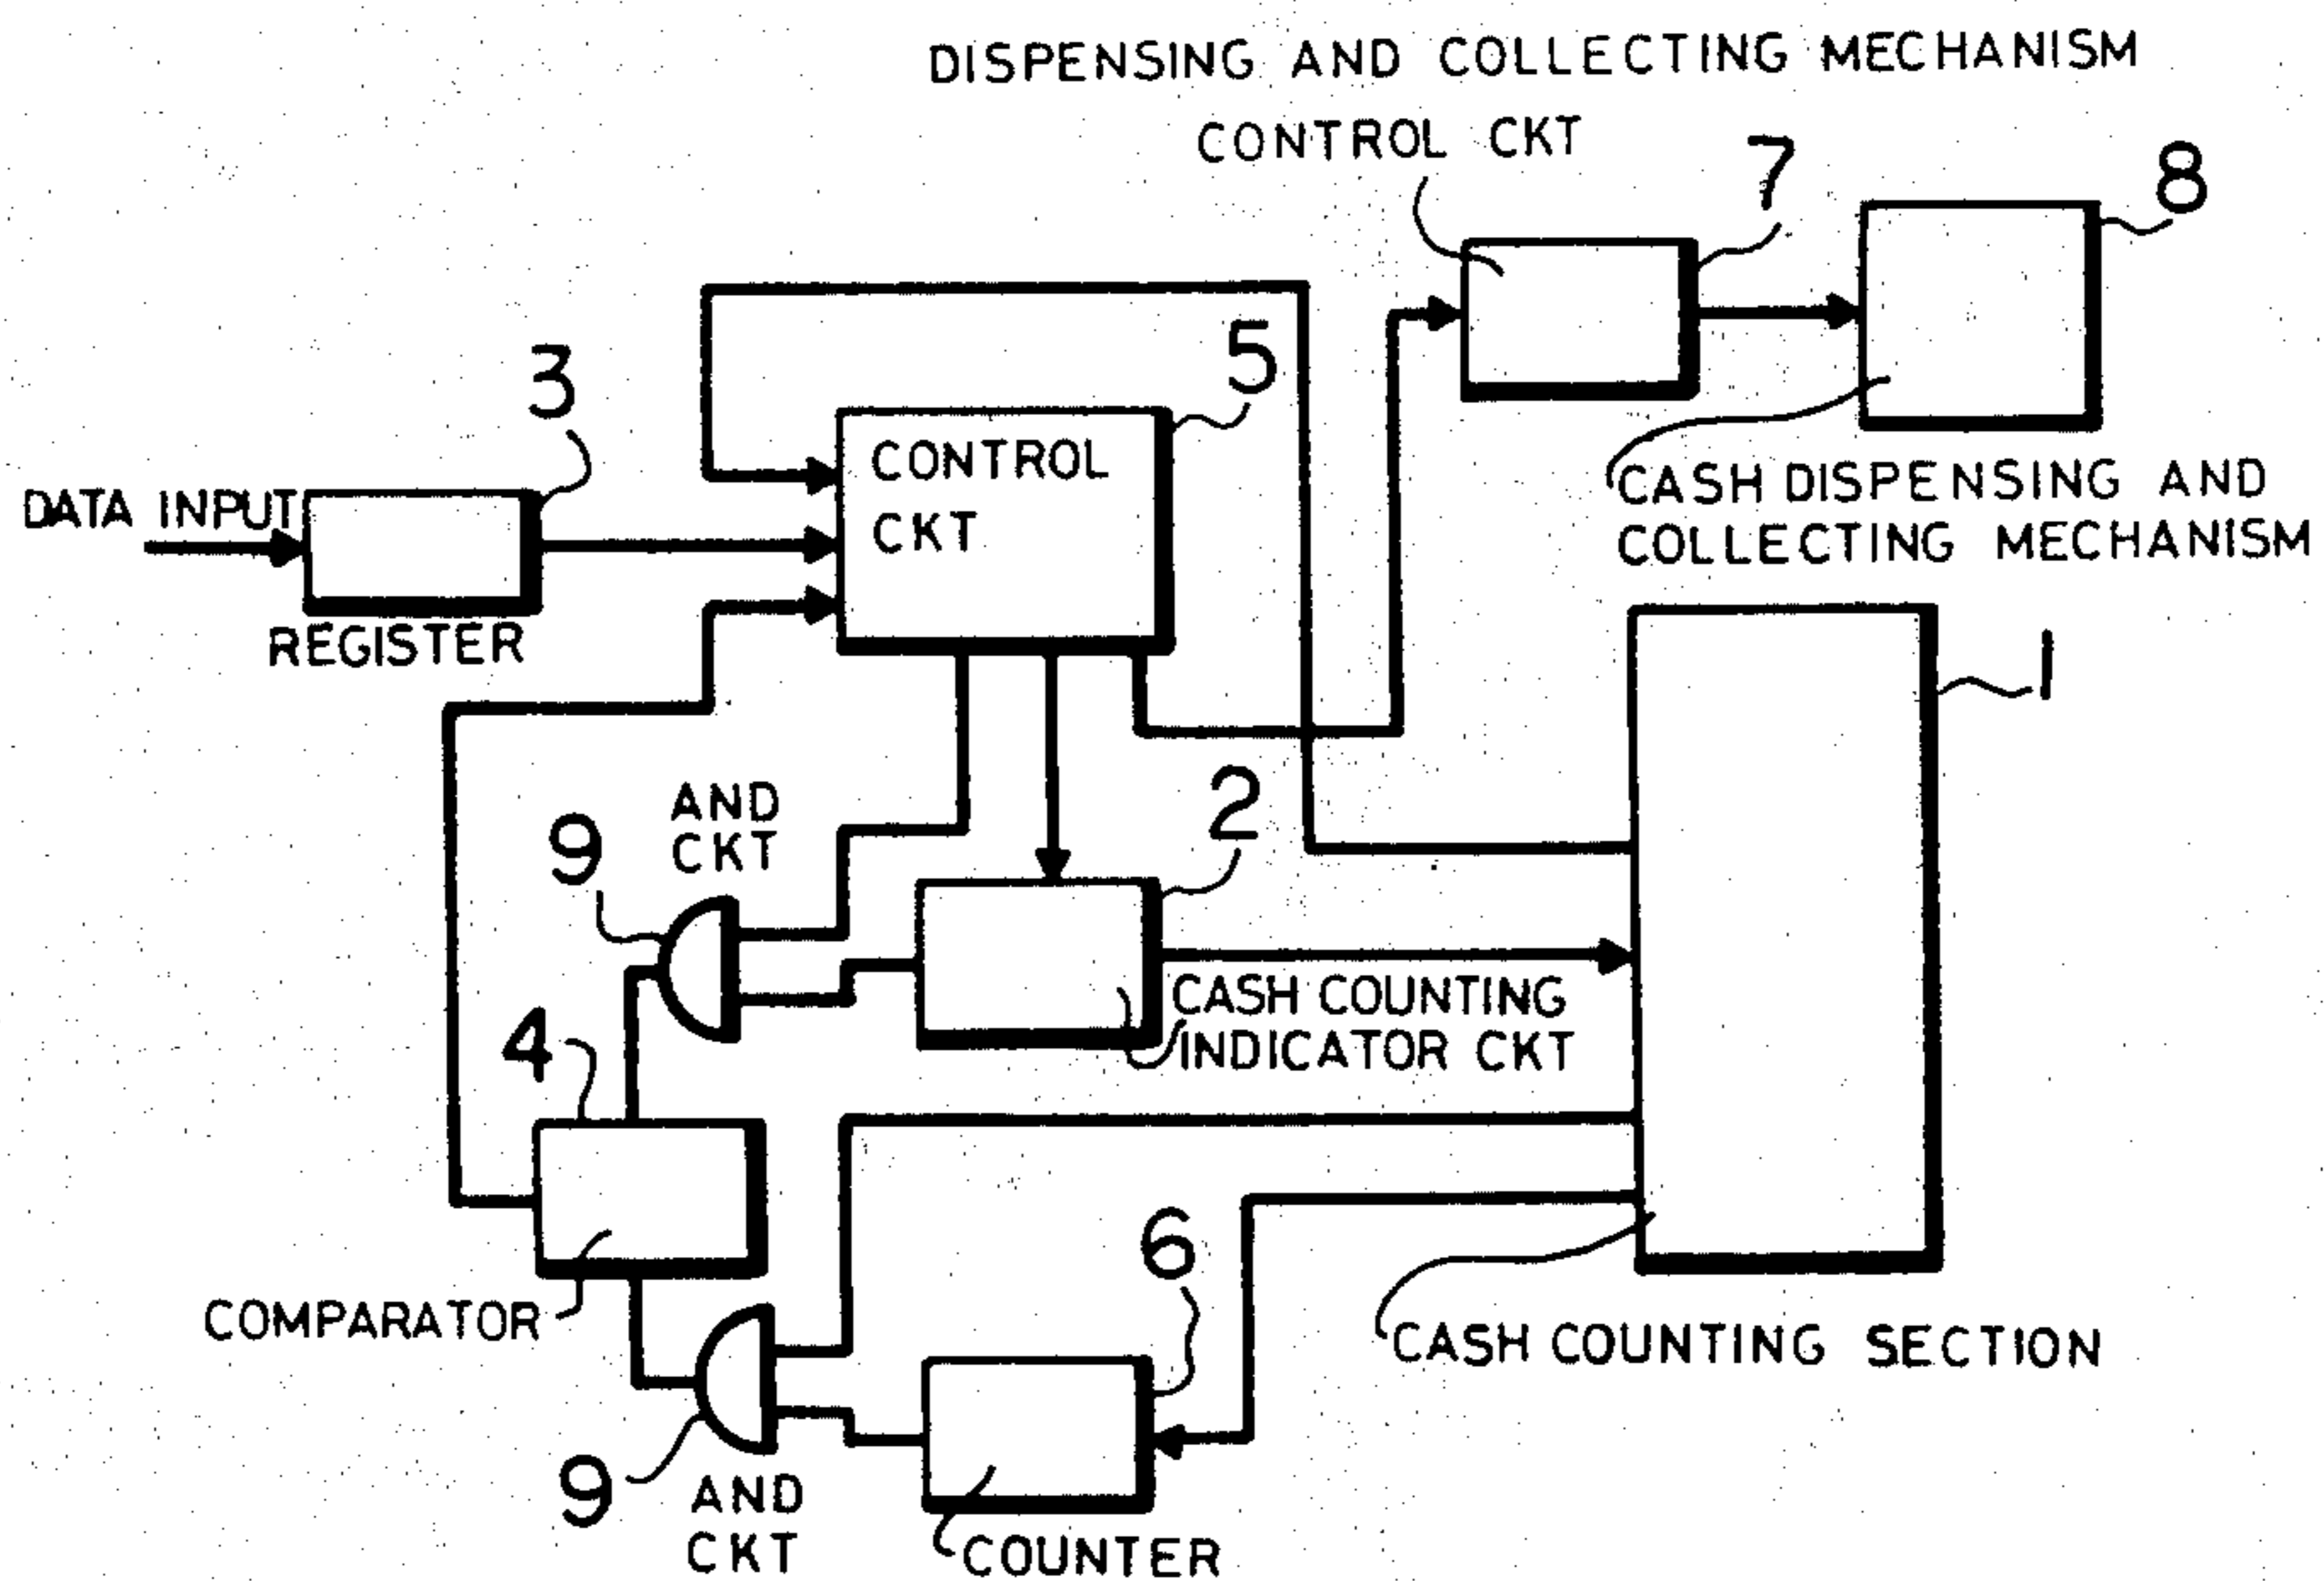 DISPENSING AND COLLECTING MECHANISM
CONTROL CKT
7
8
5
3
CONTROL
CKT
DATA INPUT
REGISTER
CASH DISPENSING AND
COLLECTING MECHANISM
1
AND
CKT
9
2
CASH COUNTING
INDICATOR CKT
4
6
COMPARATOR
CASH COUNTING SECTION
9
AND
CKT
COUNTER